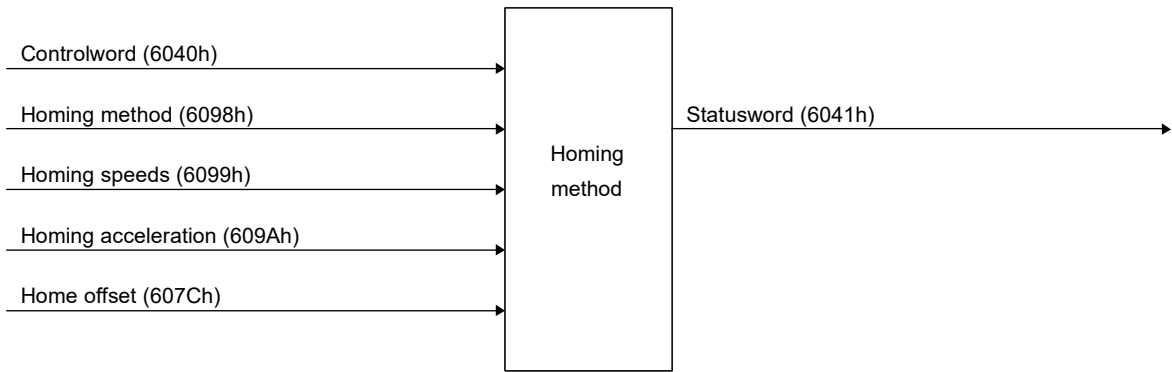 Controlword (6040h)
Homing method (6098h)
Homing speeds (6099h)
Homing acceleration (609Ah)
Home offset (607Ch)
Homing
method
Statusword (6041h)